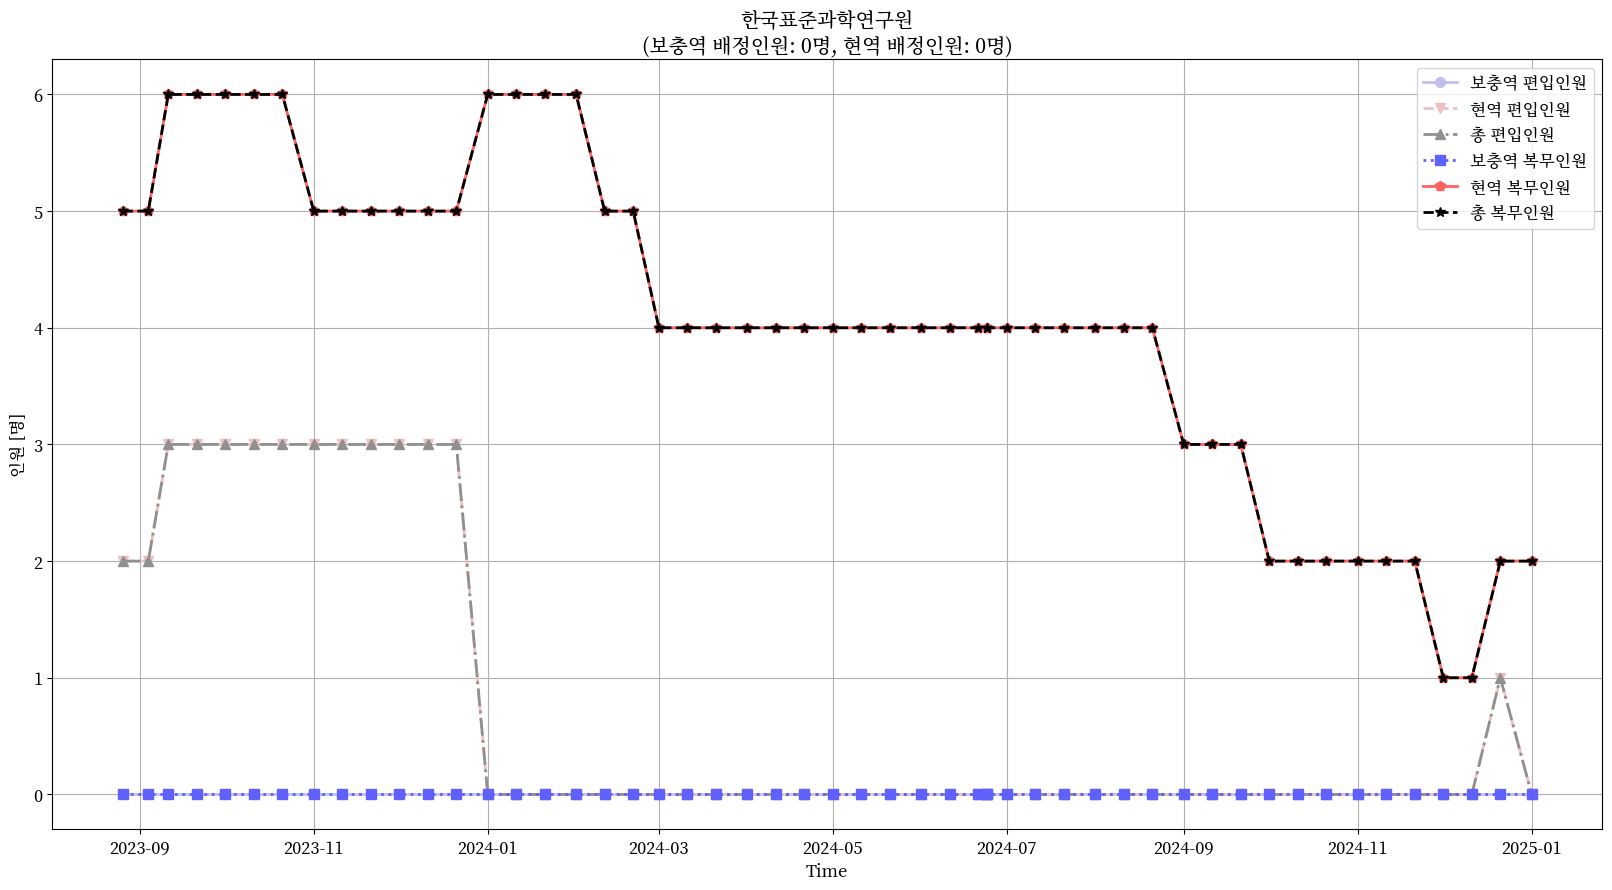 한국표준과학연구원
(보충역 배정인원: 0명, 현역 배정인원: 0명)
보충역 편입인원
현역 편입인원
총 편입인원
보충역 복무인원
현역 복무인원
총 복무인원
인원 [명]
6
5
4
3
2
1
0
2023-09
2023-11
2024-01
2024-03
2024-05
2024-07
2024-09
2024-11
2025-01
Time